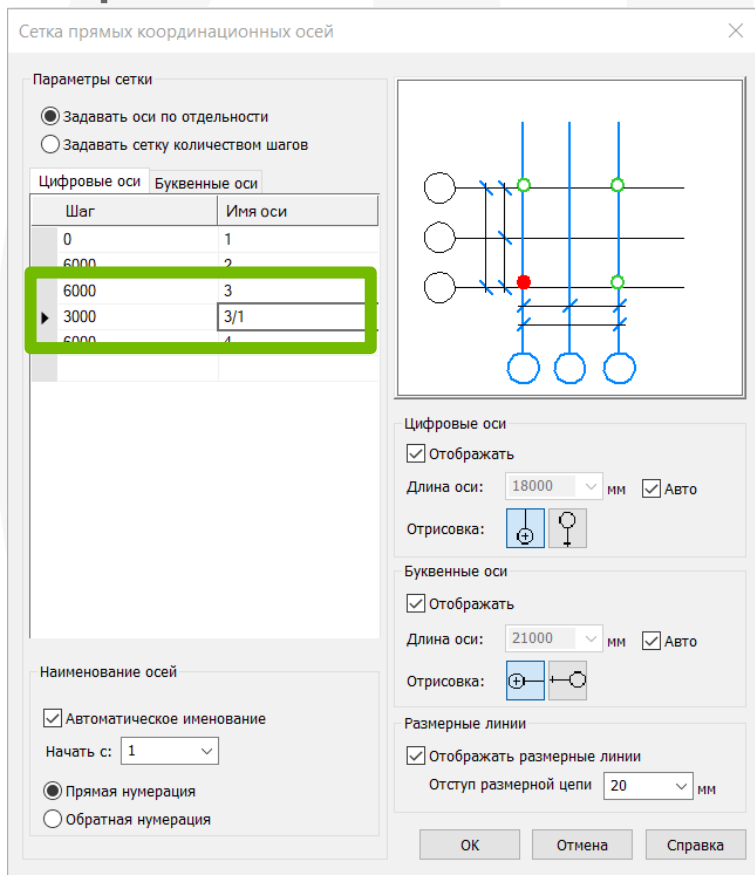 Сетка прямых координационных осей
Параметры сетки
Задавать оси по отдельности
Задавать сетку количеством шагов
Цифровые оси Буквенные оси
Шаг Имя оси
0 1
6000 2
6000 3
3000 3/1
6000 4
Наименование осей
Автоматическое именование
Начать с: 1
Прямая нумерация
Обратная нумерация
Цифровые оси
Отображать
Длина оси: 18000 мм Авто
Отрисовка:
Буквенные оси
Отображать
Длина оси: 21000 мм Авто
Отрисовка:
Размерные линии
Отображать размерные линии
Отступ размерной цепи 20 мм
ОК Отмена Справка